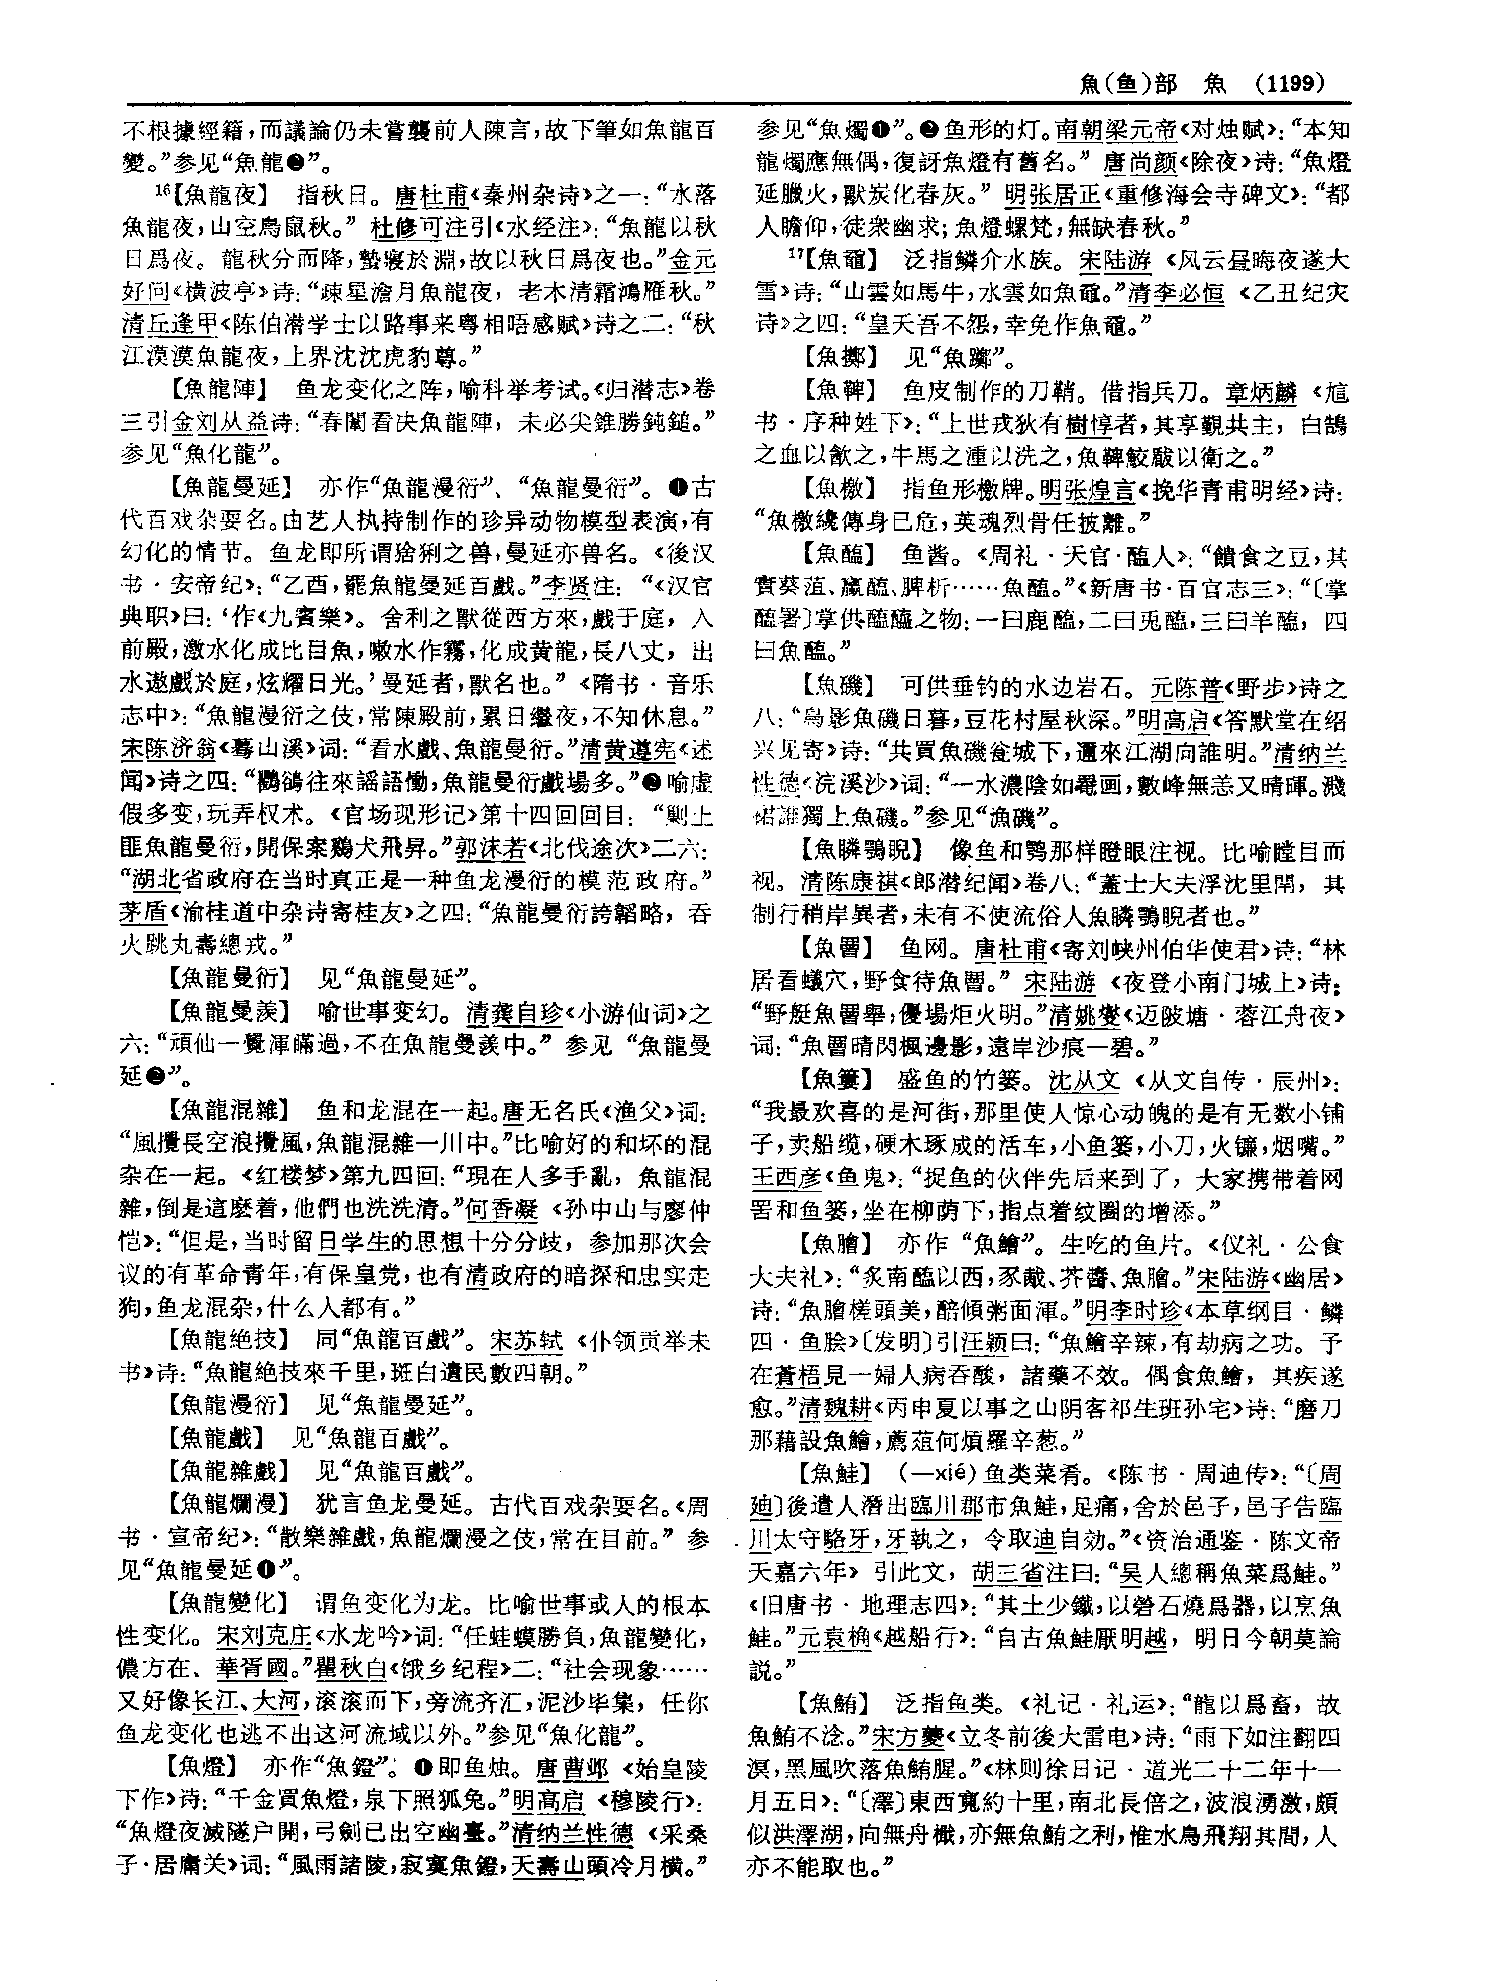 魚(鱼)部　魚　(1199)
不根據經籍，而議論仍未嘗襲前人陳言，故下筆如魚龍百
變。”参见“魚龍❷”。
16【魚龍夜】　指秋日。唐杜甫《秦州杂诗》之一：“水落
魚龍夜，山空鳥鼠秋。”杜修可注引《水经注》：“魚龍以秋
日爲夜。龍秋分而降，蟄寢於淵，故以秋日爲夜也。”金元
好问《横波亭》诗：“疎星澹月魚龍夜，老木清霜鴻雁秋。”
清丘逢甲《陈伯潜学士以路事来粤相晤感赋》诗之二：“秋
江漠漠魚龍夜，上界沈沈虎豹尊。”
【魚龍陣】　鱼龙变化之阵，喻科举考试。《归潜志》卷
三引金刘从益诗：“春闈看决魚龍陣，未必尖錐勝鈍鎚。”
参见“魚化龍”。
【魚龍曼延】　亦作“魚龍漫衍”、“魚龍曼衍”。❶古
代百戏杂耍名。由艺人执持制作的珍异动物模型表演，有
幻化的情节。鱼龙即所谓猞猁之兽，曼延亦兽名。《後汉
书·安帝纪》：“乙酉，罷魚龍曼延百戲。”李贤注：“《汉官
典职》曰：‘作《九賓樂》。舍利之獸從西方來，戲于庭，入
前殿，激水化成比目魚，嗽水作霧，化成黄龍，長八丈，出
水遨戲於庭，炫耀日光。’曼延者，獸名也。”《隋书·音乐
志中》：“魚龍漫衍之伎，常陳殿前，累日繼夜，不知休息。”
宋陈济翁《蓦山溪》词：“看水戲、魚龍曼衍。”清黄遵宪《述
闻》诗之四：“鸜鵒往來謡語慟，魚龍曼衍戲場多。”❷喻虚
假多变，玩弄权术。《官场现形记》第十四回回目：“剿土
匪魚龍曼衍，開保案鷄犬飛昇。”郭沫若《北伐途次》二六：
“湖北省政府在当时真正是一种鱼龙漫衍的模范政府。”
茅盾《渝桂道中杂诗寄桂友》之四：“魚龍曼衍誇韜略，吞
火跳丸壽總戎。”
【魚龍曼衍】　见“魚龍曼延”。
【魚龍曼羨】　喻世事变幻。清龚自珍《小游仙词》之
六：“頑仙一覺渾瞞過，不在魚龍曼羨中。”参见“魚龍曼
延❷”。
【魚龍混雜】　鱼和龙混在一起。唐无名氏《渔父》词：
“風攪長空浪攪風，魚龍混雜一川中。”比喻好的和坏的混
杂在一起。《红楼梦》第九四回：“現在人多手亂，魚龍混
雜，倒是這麽着，他們也洗洗清。”何香凝《孙中山与廖仲
恺》：“但是，当时留日学生的思想十分分歧，参加那次会
议的有革命青年，有保皇党，也有清政府的暗探和忠实走
狗，鱼龙混杂，什么人都有。”
【魚龍絶技】　同“魚龍百戲”。宋苏轼《仆领贡举未
书》诗：“魚龍絶技來千里，斑白遺民數四朝。”
【魚龍漫衍】　见“魚龍曼延”。
【魚龍戲】　见“魚龍百戲”。
【魚龍雜戲】　见“魚龍百戲”。
【魚龍爛漫】　犹言鱼龙曼延。古代百戏杂耍名。《周
书·宣帝纪》：“散樂雜戲，魚龍爛漫之伎，常在目前。”参
见“魚龍曼延❶”。
【魚龍變化】　谓鱼变化为龙。比喻世事或人的根本
性变化。宋刘克庄《水龙吟》词：“任蛙蟆勝負，魚龍變化，
儂方在、華胥國。”瞿秋白《饿乡纪程》二：“社会现象……
又好像长江、大河，滚滚而下，旁流齐汇，泥沙毕集，任你
鱼龙变化也逃不出这河流域以外。”参见“魚化龍”。
【魚燈】　亦作“魚鐙”。❶即鱼烛。唐曹邺《始皇陵
下作》诗：“千金買魚燈，泉下照狐兔。”明高启《穆陵行》：
“魚燈夜滅隧户開，弓劍已出空幽臺。”清纳兰性德《采桑
子·居庸关》词：“風雨諸陵，寂寞魚鐙，天壽山頭冷月横。”
参见“魚燭❶”。❷鱼形的灯。南朝梁元帝《对烛赋》：“本知
龍燭應無偶，復訝魚燈有舊名。”唐尚颜《除夜》诗：“魚燈
延臘火，獸炭化春灰。”明张居正《重修海会寺碑文》：“都
人瞻仰，徒衆幽求；魚燈螺梵，無缺春秋。”
17【魚黿】　泛指鳞介水族。宋陆游《风云昼晦夜遂大
雪》诗：“山雲如馬牛，水雲如魚黿。”清李必恒《乙丑纪灾
诗》之四：“皇天吾不怨，幸免作魚黿。”
【魚擲】　见“魚躑”。
【魚鞞】　鱼皮制作的刀鞘。借指兵刀。章炳麟《訄
书·序种姓下》：“上世戎狄有樹惇者，其享覲共主，白鵠
之血以飲之，牛馬之湩以洗之，魚鞞鮫瞂以衛之。”
【魚檄】　指鱼形檄牌。明张煌言《挽华青甫明经》诗：
“魚檄纔傳身已危，英魂烈骨任披離。”
【魚醢】　鱼酱。《周礼·天官·醢人》：“饋食之豆，其
實葵菹、蠃醢、脾析……魚醢。”《新唐书·百官志三》：“〔掌
醢署〕掌供醯醢之物：一曰鹿醢，二曰兎醢，三曰羊醢，四
曰魚醢。”
【魚磯】　可供垂钓的水边岩石。元陈普《野步》诗之
八：“鳥影魚磯日暮，豆花村屋秋深。”明高启《答默堂在绍
兴见寄》诗：“共買魚磯瓮城下，邇來江湖向誰明。”清纳兰
性德《浣溪沙》词：“一水濃陰如罨画，數峰無恙又晴暉。濺
裙誰獨上魚磯。”参见“漁磯”。
【魚瞵鶚睨】　像鱼和鹗那样瞪眼注视。比喻瞠目而
视。清陈康祺《郎潜纪闻》卷八：“蓋士大夫浮沈里閈，其
制行稍岸異者，未有不使流俗人魚瞵鶚睨者也。”
【魚罾】　鱼网。唐杜甫《寄刘峡州伯华使君》诗：“林
居看蟻穴，野食待魚罾。”宋陆游《夜登小南门城上》诗：
“野艇魚罾舉，優場炬火明。”清姚燮《迈陂塘·蓉江舟夜》
词：“魚罾晴閃楓邊影，遠岸沙痕一碧。”
【魚簍】　盛鱼的竹篓。沈从文《从文自传·辰州》：
“我最欢喜的是河街，那里使人惊心动魄的是有无数小铺
子，卖船缆，硬木琢成的活车，小鱼篓，小刀，火镰，烟嘴。”
王西彦《鱼鬼》：“捉鱼的伙伴先后来到了，大家携带着网
罟和鱼篓，坐在柳荫下，指点着纹圈的增添。”
【魚膾】　亦作“魚鱠”。生吃的鱼片。《仪礼·公食
大夫礼》：“炙南醢以西，豕胾、芥醬、魚膾。”宋陆游《幽居》
诗：“魚膾槎頭美，醅傾粥面渾。”明李时珍《本草纲目·鳞
四·鱼脍》〔发明〕引汪颖曰：“魚鱠辛辣，有劫病之功。予
在蒼梧見一婦人病吞酸，諸藥不效。偶食魚鱠，其疾遂
愈。”清魏耕《丙申夏以事之山阴客祁生班孙宅》诗：“磨刀
那藉設魚鱠，薦菹何煩羅辛葱。”
【魚鮭】　(—xié)鱼类菜肴。《陈书·周迪传》：“〔周
廸〕後遣人潛出臨川郡市魚鮭，足痛，舍於邑子，邑子告臨
川太守駱牙，牙執之，令取迪自効。”《资治通鉴·陈文帝
天嘉六年》引此文，胡三省注曰：“吴人總稱魚菜爲鮭。”
《旧唐书·地理志四》：“其土少鐵，以䃒石燒爲器，以烹魚
鮭。”元袁桷《越船行》：“自古魚鮭厭明越，明日今朝莫論
説。”
【魚鮪】　泛指鱼类。《礼记·礼运》：“龍以爲畜，故
魚鮪不淰。”宋方夔《立冬前後大雷电》诗：“雨下如注翻四
溟，黑風吹落魚鮪腥。”《林则徐日记·道光二十二年十一
月五日》：“〔澤〕東西寬約十里，南北長倍之，波浪湧激，頗
似洪澤湖，向無舟檝，亦無魚鮪之利，惟水鳥飛翔其間，人
亦不能取也。”